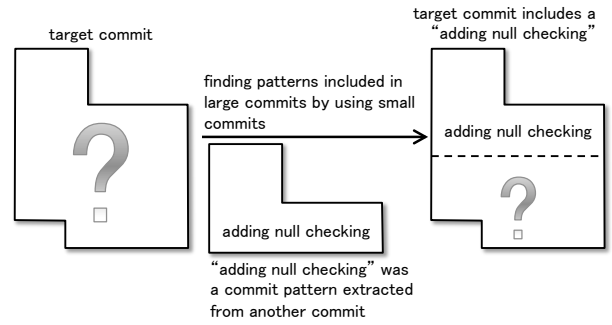 target commit
finding patterns included in
large commits by using small
commits
adding null checking
“adding null checking” was
a commit pattern extracted
from another commit
target commit includes a
“adding null checking”
adding null checking
?
?